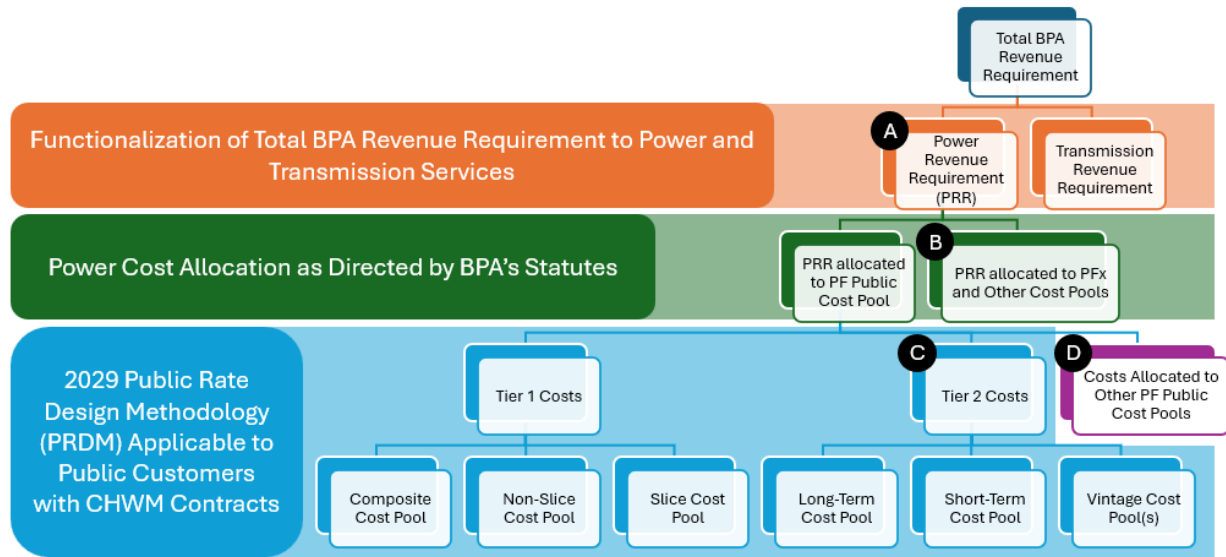 Total BPA
Revenue
Requirement
Functionalization of Total BPA Revenue Requirement to Power and
Transmission Services
A
Power
Revenue
Requirement
(PRR)
Transmission
Revenue
Requirement
Power Cost Allocation as Directed by BPA's Statutes
PRR allocated
to PF Public
Cost Pool
B
PRR allocated to PFx
and Other Cost Pools
2029 Public Rate
Design Methodology
(PRDM) Applicable to
Public Customers
with CHWM Contracts
Tier 1 Costs
C
Tier 2 Costs
D
Costs Allocated to
Other PF Public
Cost Pools
Composite
Cost Pool
Non-Slice
Cost Pool
Slice Cost
Pool
Long-Term
Cost Pool
Short-Term
Cost Pool
Vintage Cost
Pool(s)